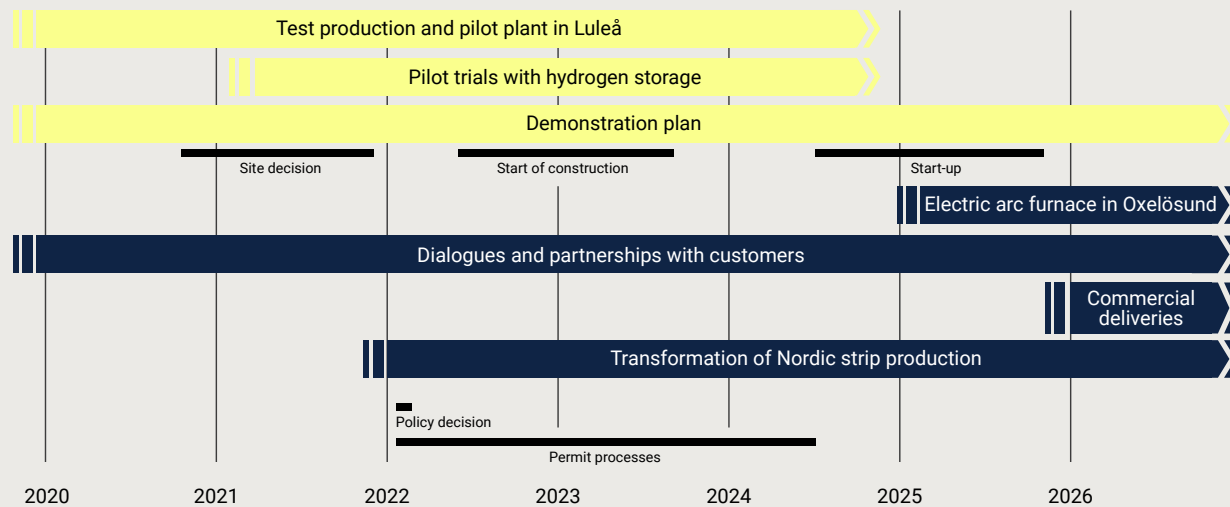 Test production and pilot plant in Luleå
Pilot trials with hydrogen storage
Demonstration plan
Site decision
Start of construction
Start-up
Electric arc furnace in Oxelösund
Dialogues and partnerships with customers
Commercial
deliveries
Transformation of Nordic strip production
Policy decision
Permit processes
2020
2021
2022
2023
2024
2025
2026